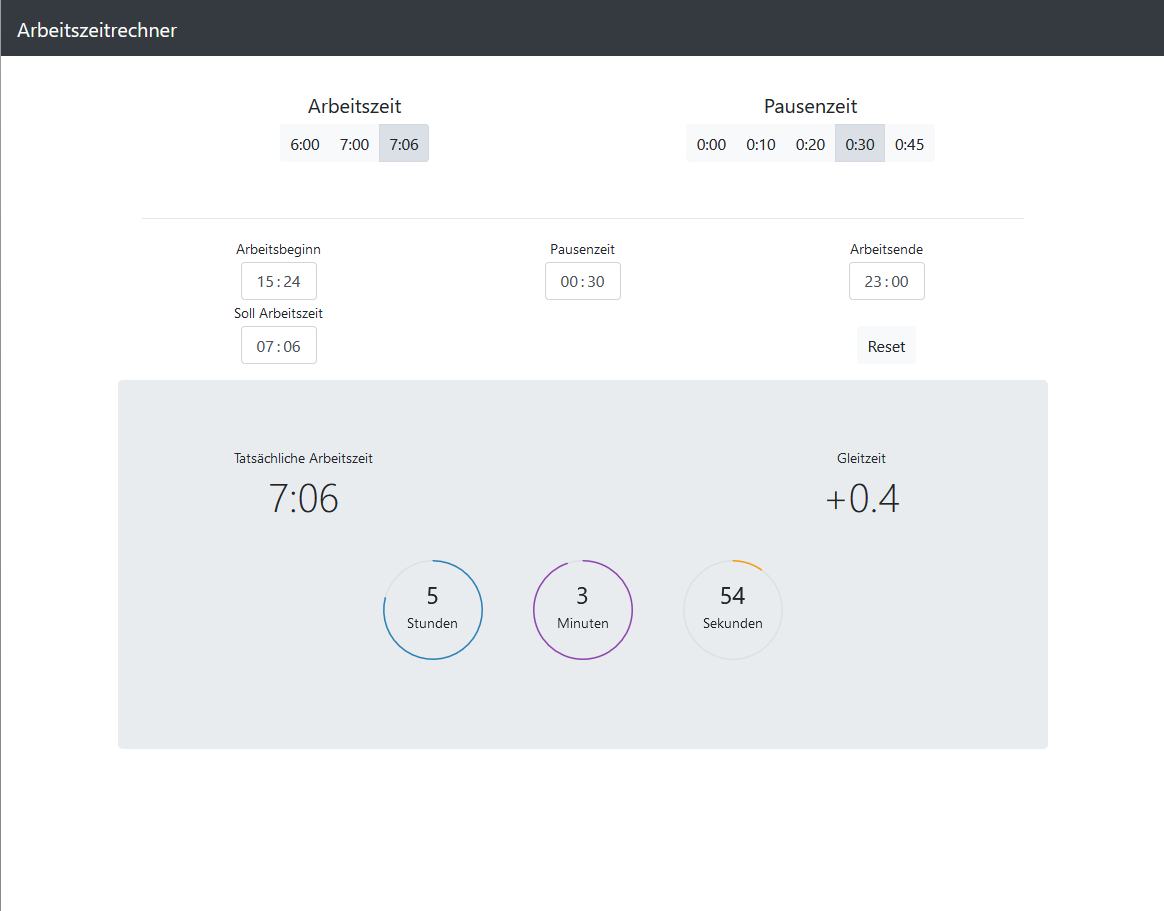 Arbeitszeitrechner
Arbeitszeit Pausenzeit
6:00 7:00 7:06 0:00 0:10 0:20 0:30 0:45
Arbeitsbeginn Pausenzeit Arbeitsende
15:24 00:30 23:00
Soll Arbeitszeit
07:06 Reset
Tatsächliche Arbeitszeit Gleitzeit
7:06 +0.4
5 3 54
Stunden Minuten Sekunden